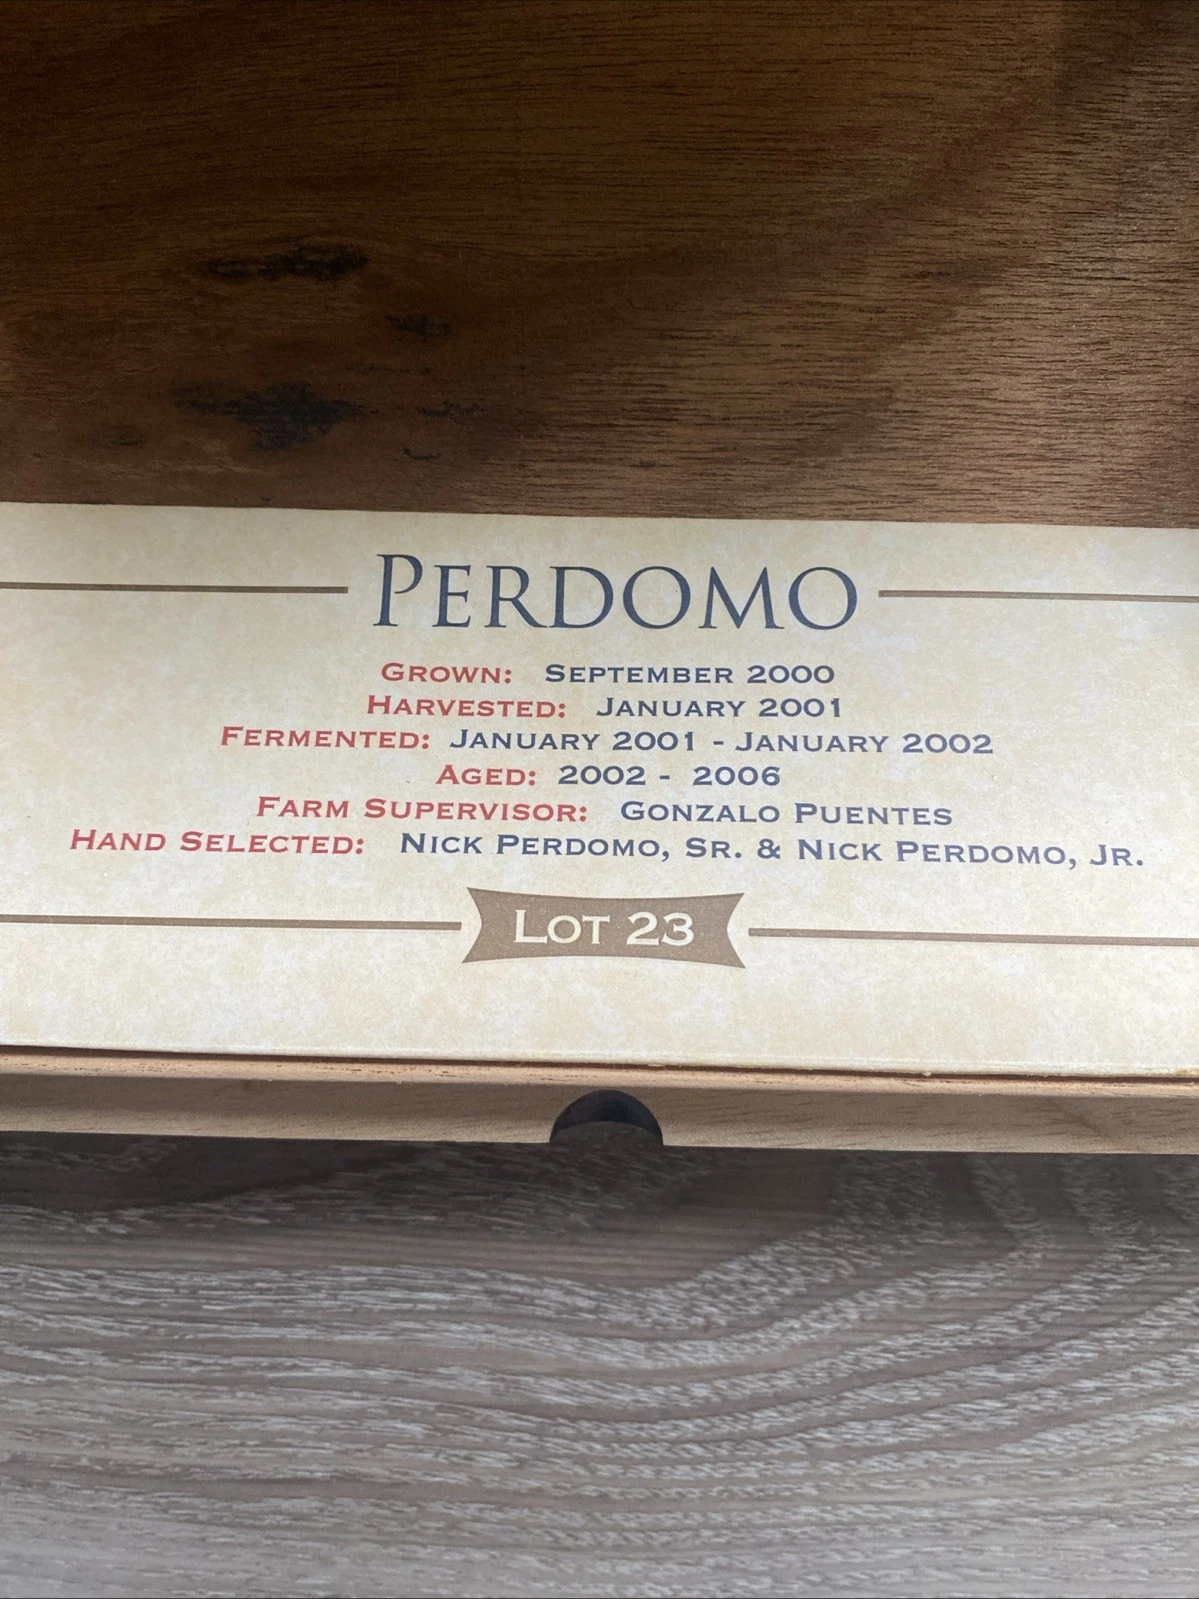 PERDOMO
GROWN: SEPTEMBER 2000
HARVESTED: JANUARY 2001
FERMENTED: JANUARY 2001 - JANUARY 2002
AGED: 2002 - 2006
FARM SUPERVISOR: GONZALO PUENTES
HAND SELECTED: NICK PERDOMO, SR. & NICK PERDOMO, JR.
LOT 23